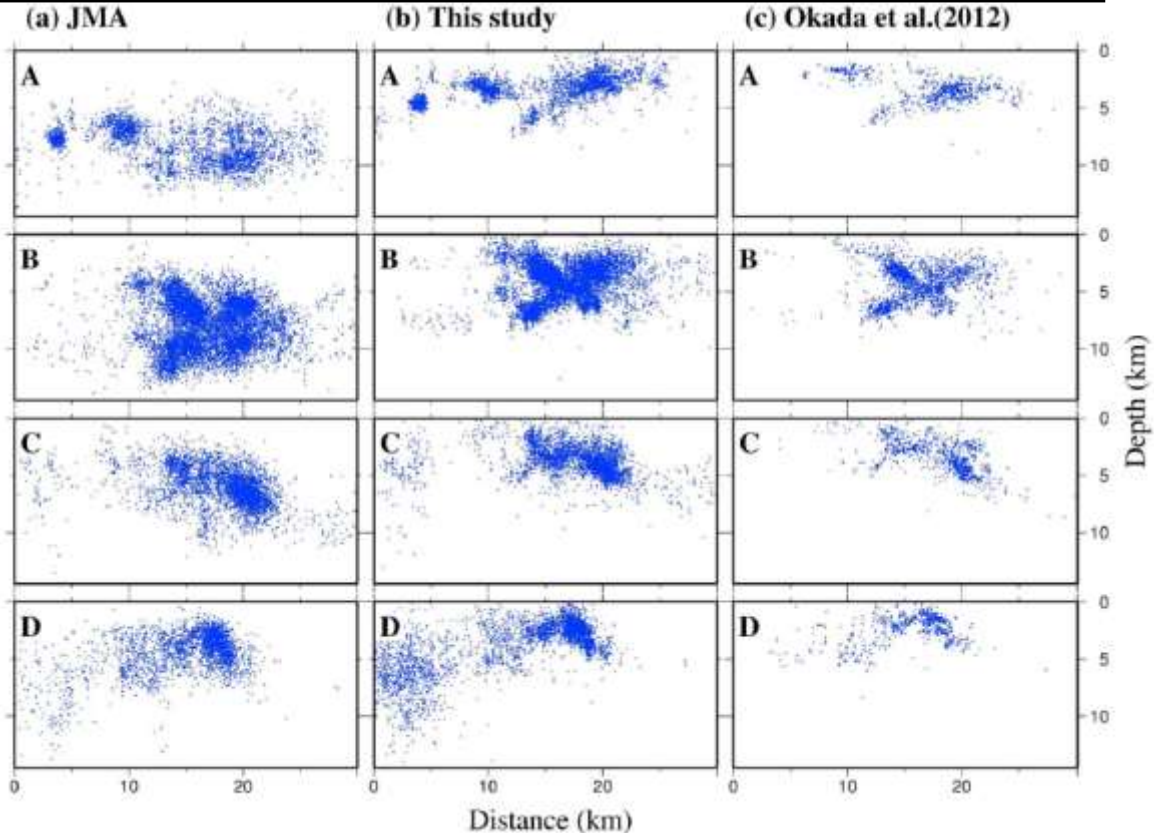 (a) JMA (b) This study (c) Okada et al.(2012)
A A A 0
5
10
B B B 0
5
10
C C C 0
5
10
D D D 0
5
10
0 10 20 0 10 20 0 10 20
Distance (km)
Depth (km)